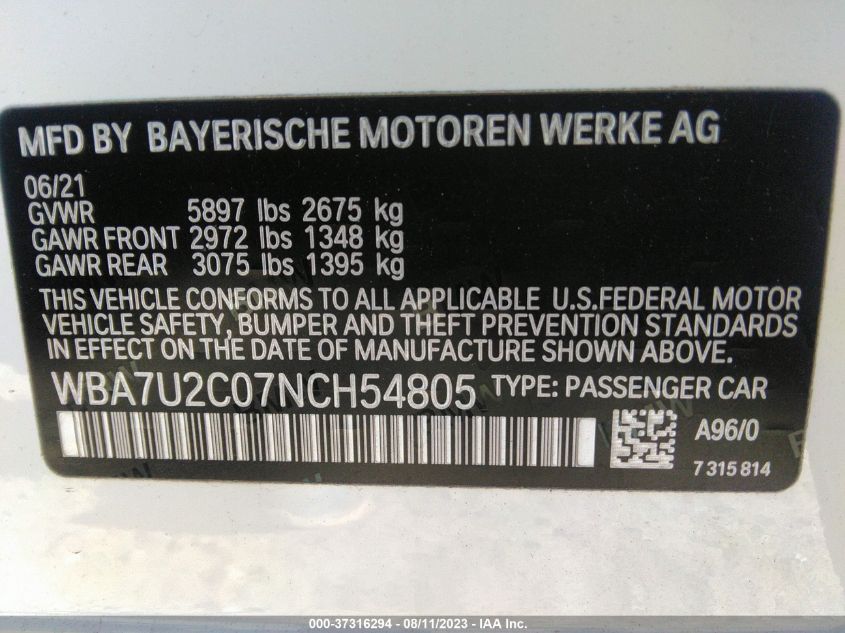 MFD BY BAYERISCHE MOTOREN WERKE AG
06/21
GVWR 5897 lbs 2675 kg
GAWR FRONT 2972 lbs 1348 kg
GAWR REAR 3075 lbs 1395 kg
THIS VEHICLE CONFORMS TO ALL APPLICABLE U.S.FEDERAL MOTOR
VEHICLE SAFETY, BUMPER AND THEFT PREVENTION STANDARDS
IN EFFECT ON THE DATE OF MANUFACTURE SHOWN ABOVE.
WBA7U2C07NCH54805 TYPE: PASSENGER CAR
A96/0
7 315 814
000-37316294 - 08/11/2023 - IAA Inc.